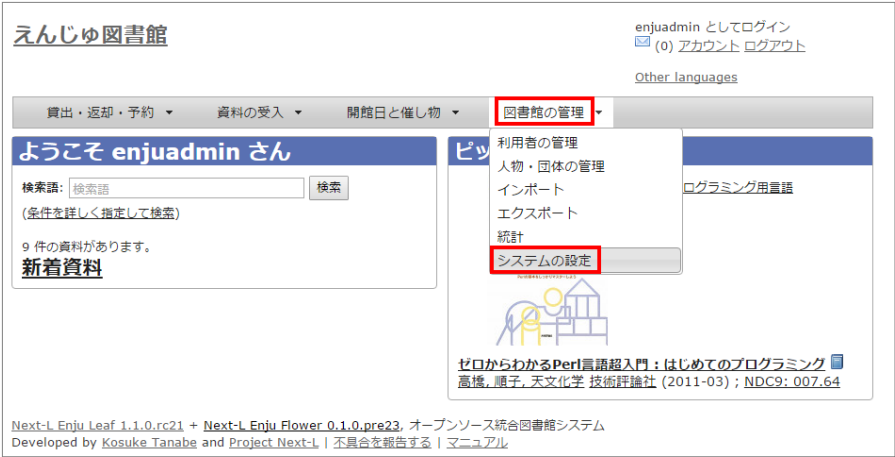 えんじゅ図書館
enjuadmin としてログイン
(0) アカウント ログアウト
Other languages
貸出・返却・予約 ▼ 資料の受入 ▼ 開館日と催し物 ▼ 図書館の管理 ▼
利用者の管理
人物・団体の管理
インポート
エクスポート
統計
システムの設定
ようこそ enjuadmin さん
検索語: 検索語 検索
(条件を詳しく指定して検索)
9 件の資料があります。
新着資料
ピッ
ログラミング用言語
ゼロからわかるPerl言語超入門 : はじめてのプログラミング
高橋, 順子, 天文化学 技術評論社 (2011-03) ; NDC9: 007.64
Next-L Enju Leaf 1.1.0.rc21 + Next-L Enju Flower 0.1.0.pre23, オープンソース統合図書館システム
Developed by Kosuke Tanabe and Project Next-L | 不具合を報告する | マニュアル